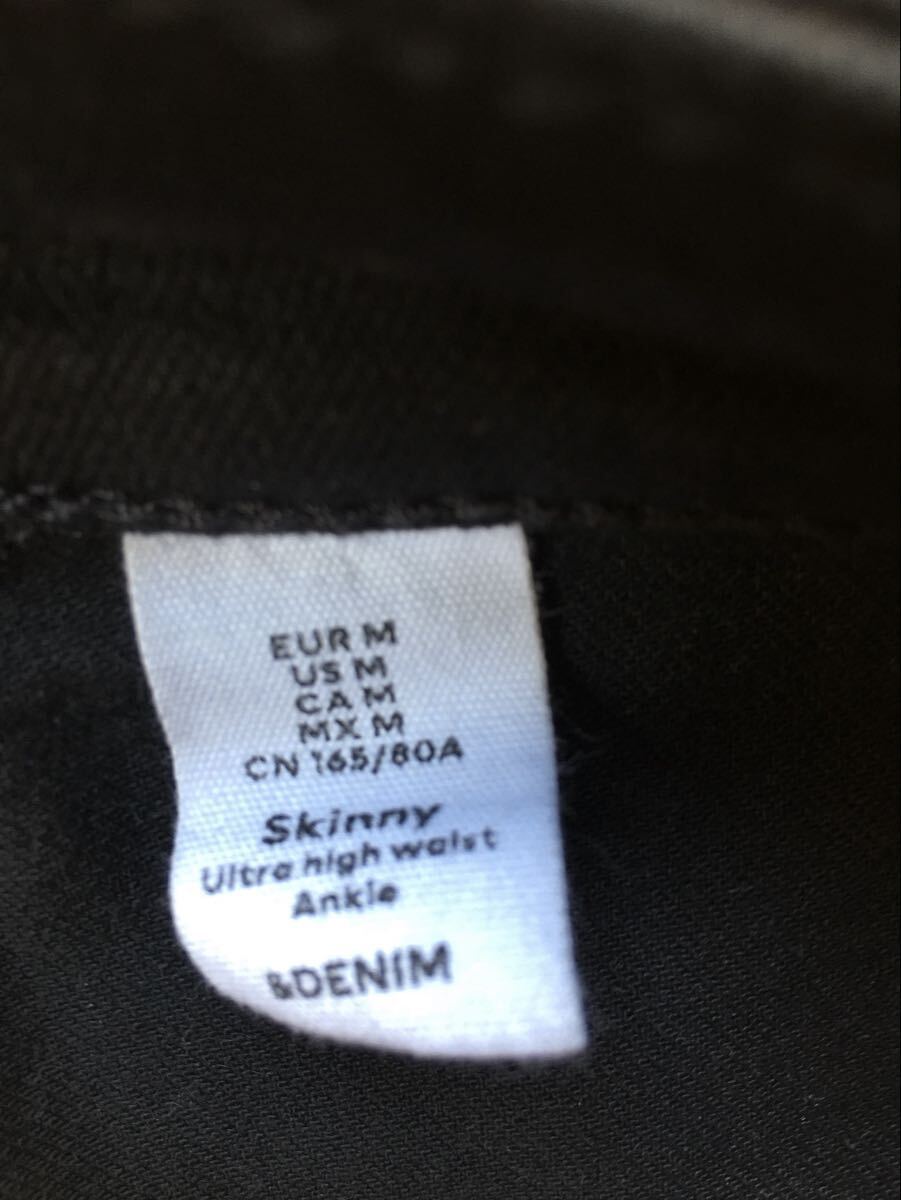 EUR M
US M
CA M
MX M
CN 165/80A
Skinny
Ultra high waist
Ankle
&DENIM